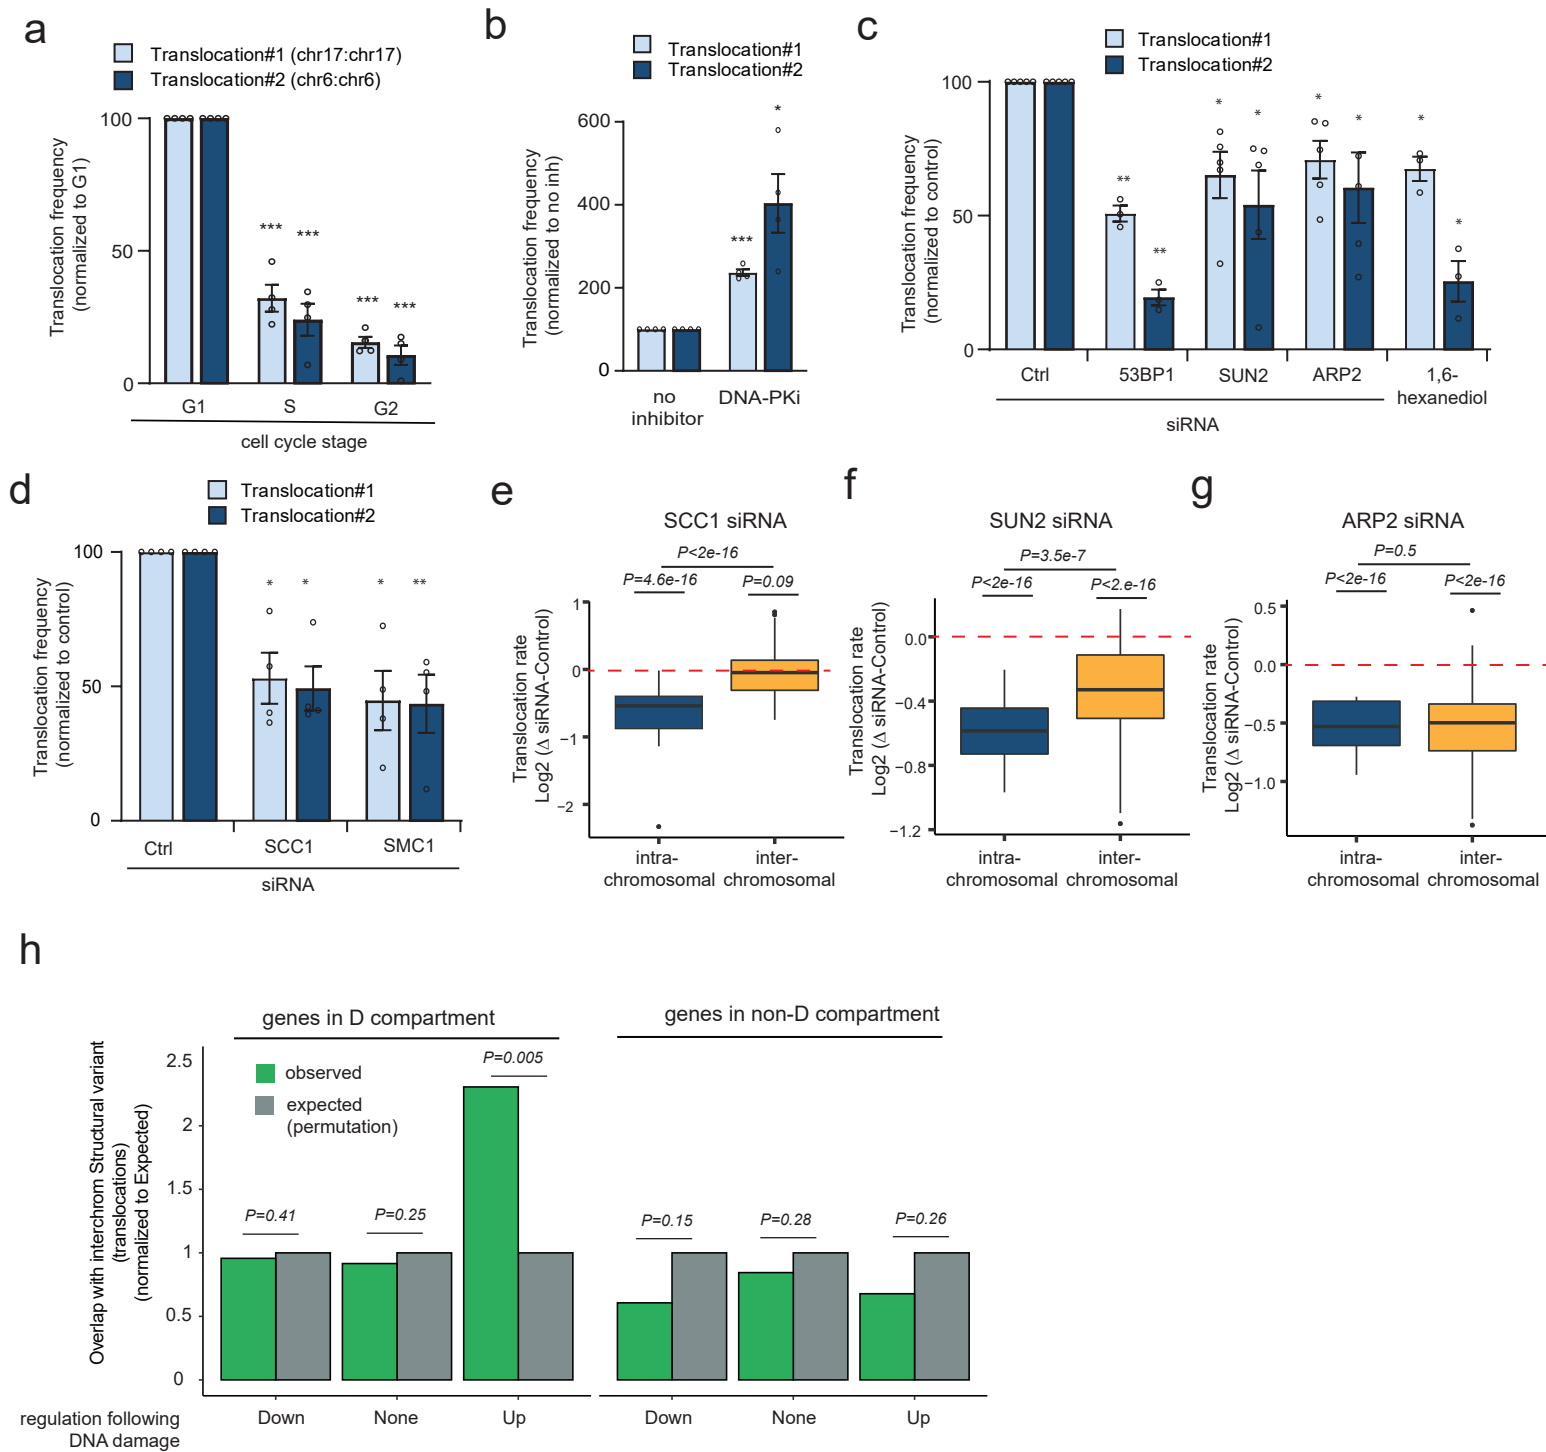 a
Translocation#1 (chr17:chr17)
Translocation#2 (chr6:chr6)
Translocation frequency
(normalized to G1)
100
50
0
***
***
***
***
G1
S
G2
cell cycle stage
b
Translocation#1
Translocation#2
Translocation frequency
(normalized to no inh)
600
400
200
0
***
*
no
inhibitor
DNA-PKi
c
Translocation#1
Translocation#2
Translocation frequency
(normalized to control)
100
50
0
**
**
*
*
*
*
*
*
Ctrl
53BP1
SUN2
ARP2
1,6-
hexanediol
siRNA
d
Translocation#1
Translocation#2
Translocation frequency
(normalized to control)
100
50
0
*
*
*
**
Ctrl
SCC1
SMC1
siRNA
e
SCC1 siRNA
P<2e-16
P=4.6e-16
P=0.09
Translocation rate
Log2 (Δ siRNA-Control)
1
0
−1
−2
intra-
chromosomal
inter-
chromosomal
f
SUN2 siRNA
P=3.5e-7
P<2e-16
P<2.e-16
Translocation rate
Log2 (Δ siRNA-Control)
0.0
−0.4
−0.8
−1.2
intra-
chromosomal
inter-
chromosomal
g
ARP2 siRNA
P=0.5
P<2e-16
P<2e-16
Translocation rate
Log2 (Δ siRNA-Control)
0.5
0.0
−0.5
−1.0
intra-
chromosomal
inter-
chromosomal
h
genes in D compartment
genes in non-D compartment
observed
expected
(permutation)
Overlap with interchrom Structural variant
(translocations)
(normalized to Expected)
2.5
2
1.5
1
0.5
0
P=0.41
P=0.25
P=0.005
P=0.15
P=0.28
P=0.26
regulation following
DNA damage
Down
None
Up
Down
None
Up